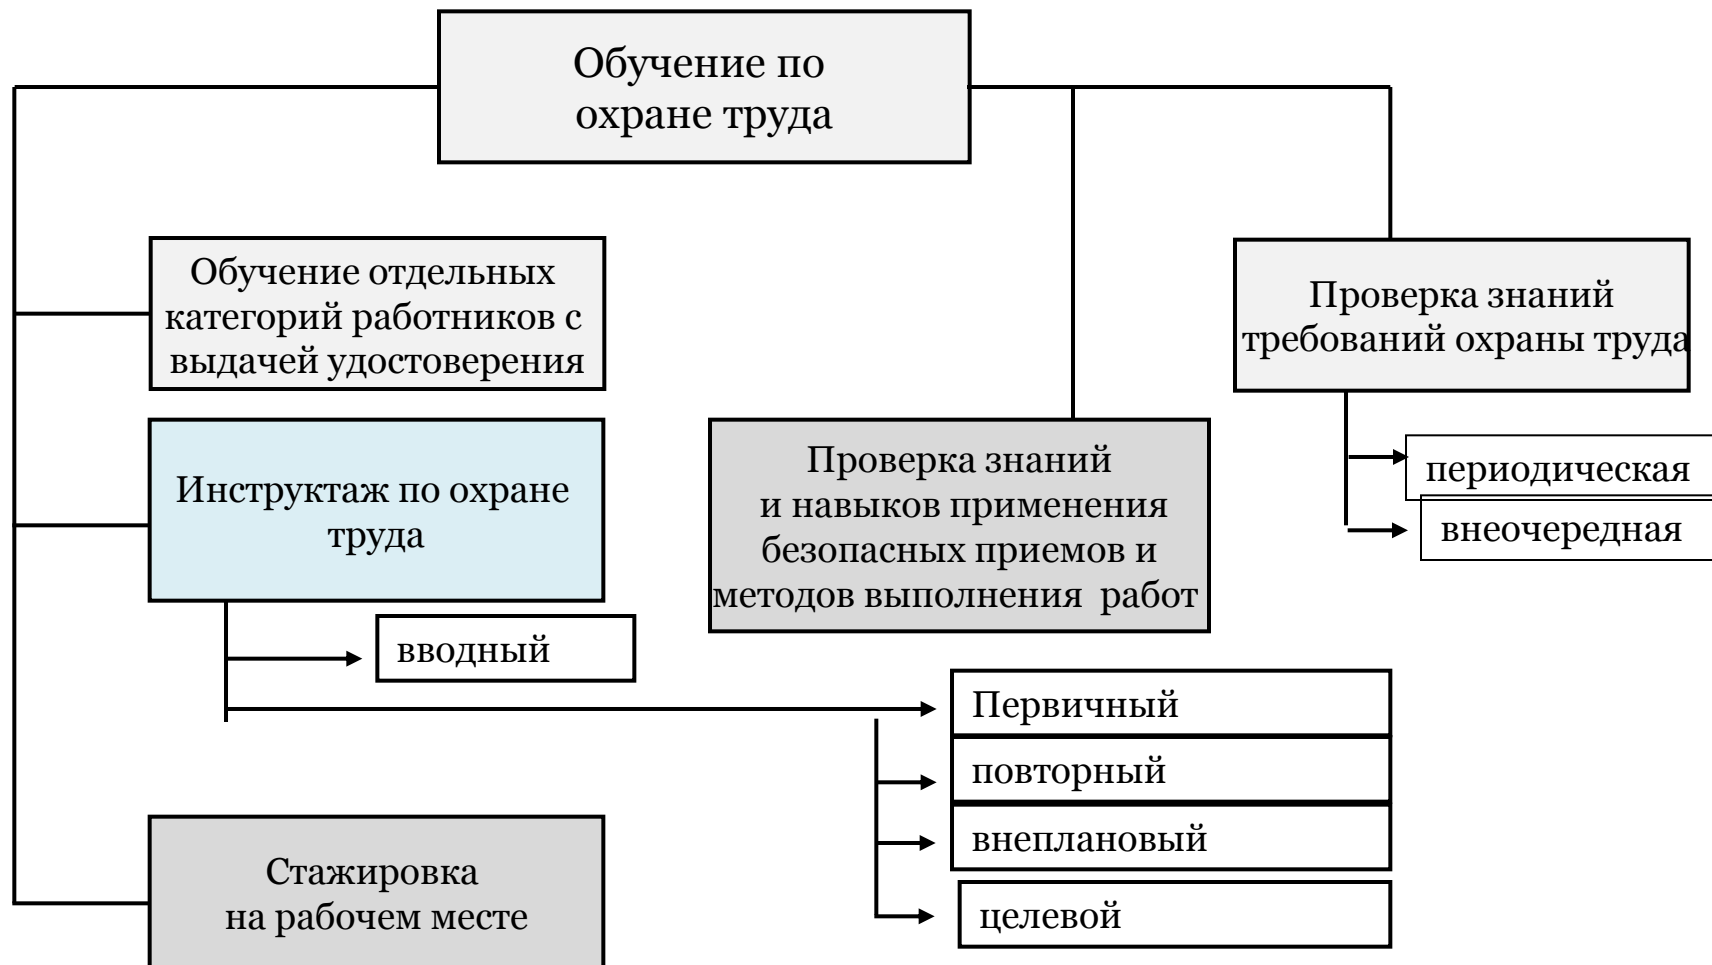 Обучение по
охране труда
Обучение отдельных
категорий работников с
выдачей удостоверения
Проверка знаний
требований охраны труда
Инструктаж по охране
труда
Проверка знаний
и навыков применения
безопасных приемов и
методов выполнения работ
периодическая
внеочередная
вводный
Первичный
повторный
внеплановый
целевой
Стажировка
на рабочем месте